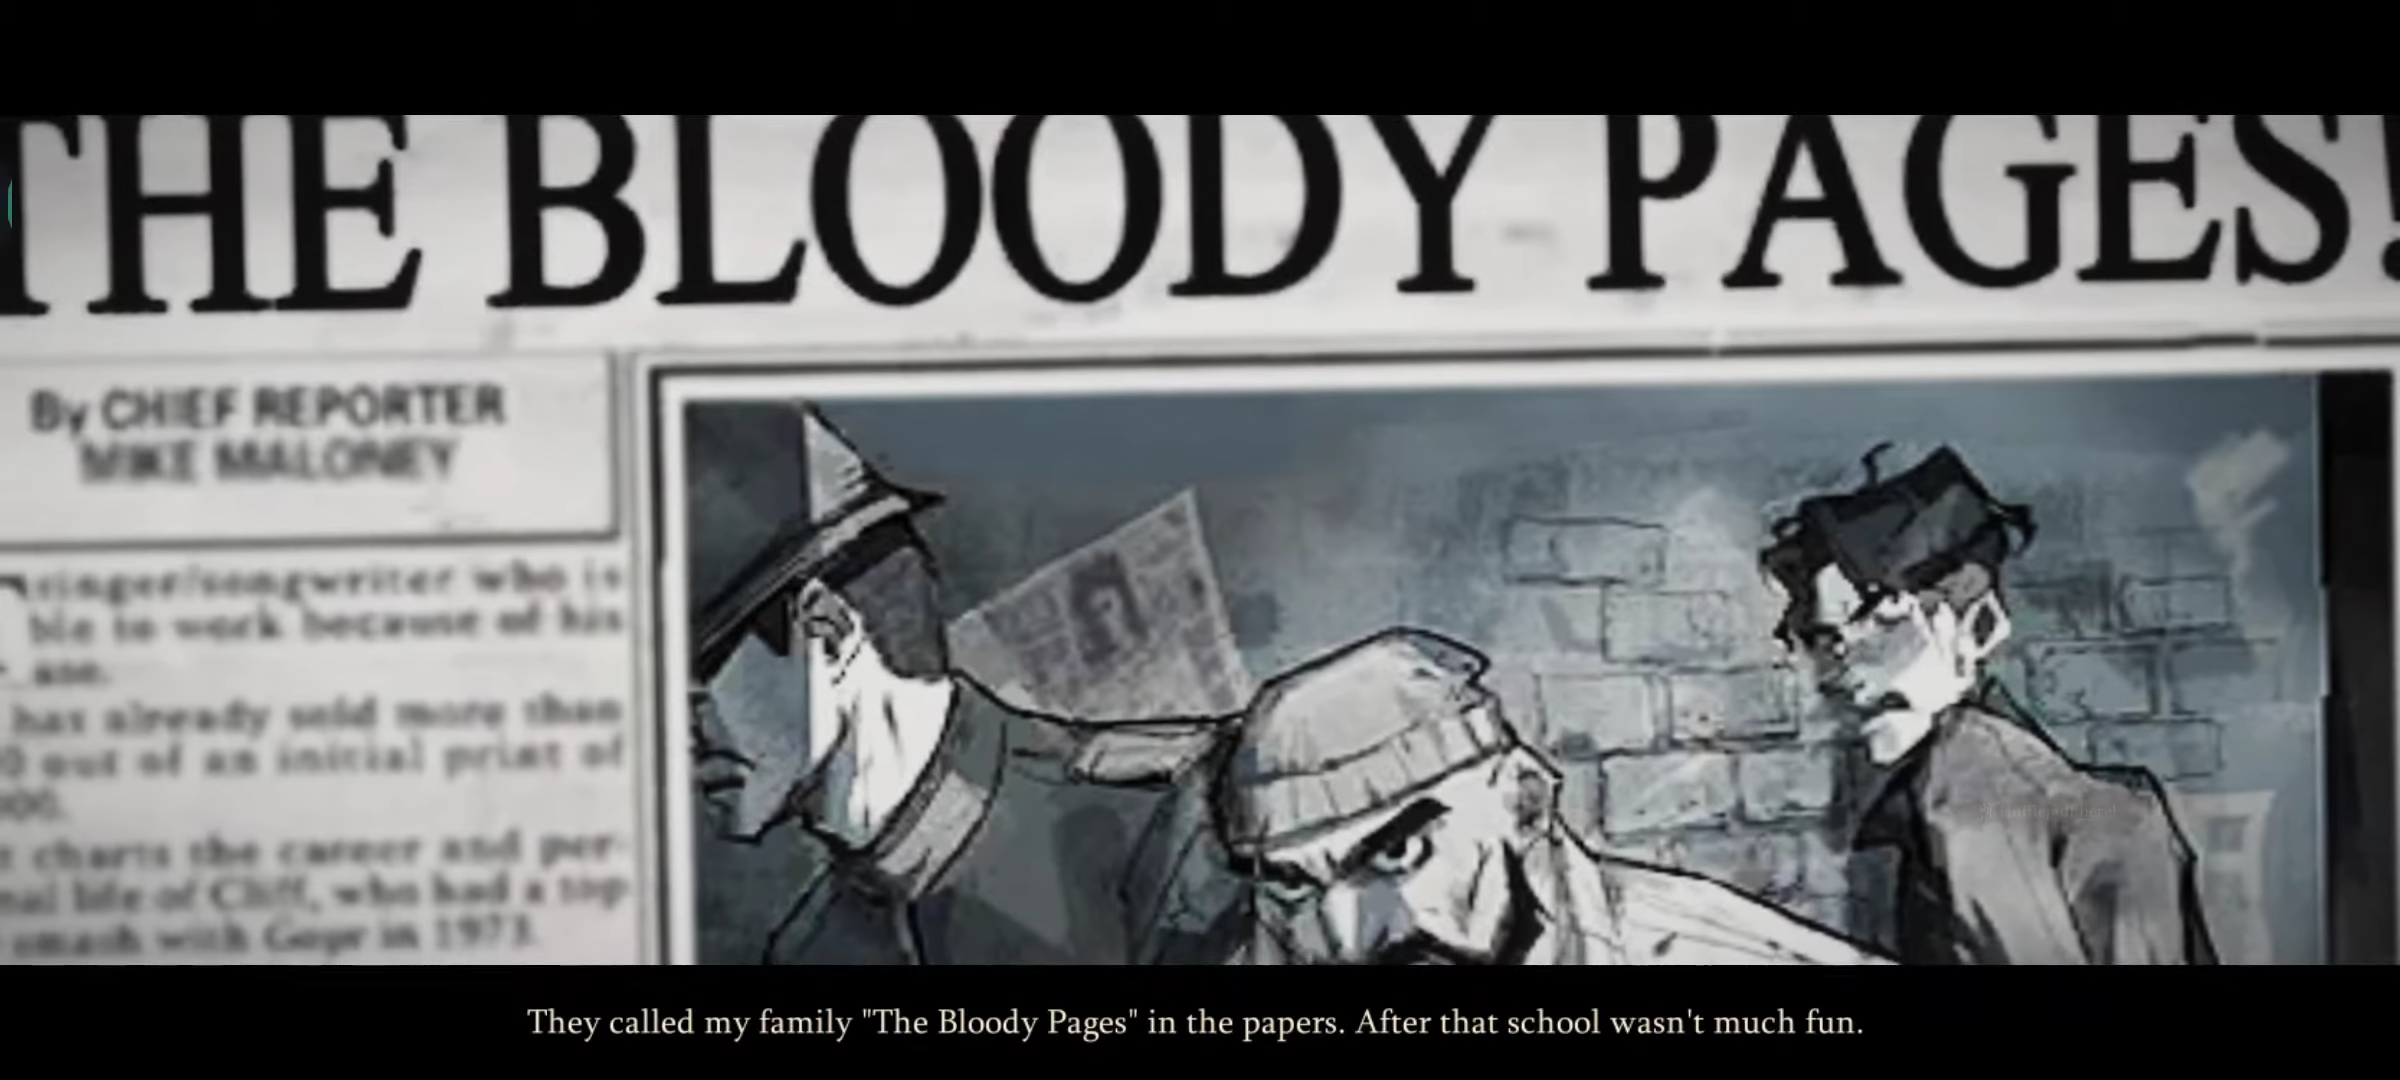 THE BLOODY PAGES!
By CHIEF REPORTER
MIKE MALONEY
singer/songwriter who is
ble to work because of his
has already sold more than
0 out of an initial print of
charts the career and per-
nal life of Cliff, who had a top
smash with Gopr in 1973.
They called my family "The Bloody Pages" in the papers. After that school wasn't much fun.